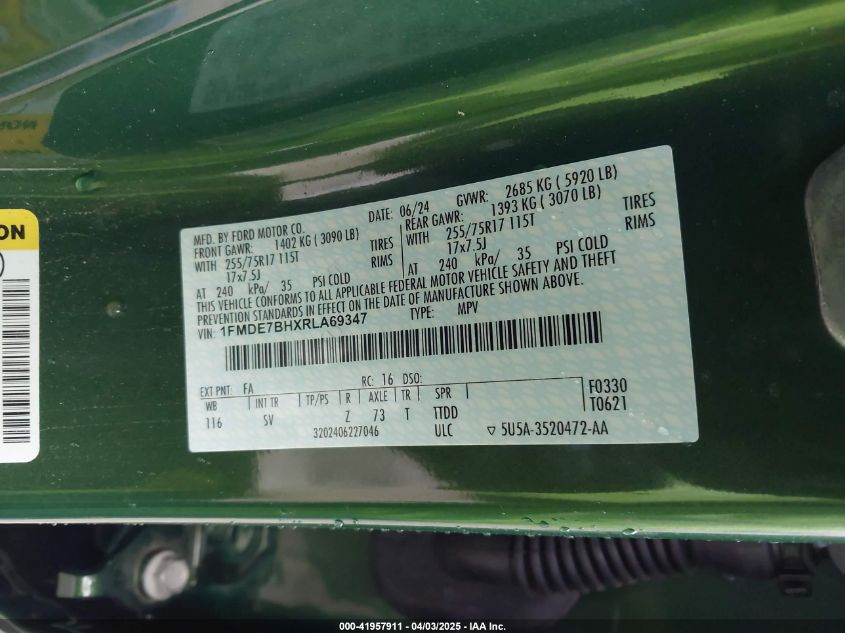 ON
MFD. BY FORD MOTOR CO.
DATE: 06/24
GVWR: 2685 KG ( 5920 LB)
FRONT GAWR: 1402 KG ( 3090 LB)
REAR GAWR: 1393 KG ( 3070 LB)
WITH 255/75R17 115T TIRES
WITH 255/75R17 115T TIRES
17x7.5J RIMS
17x7.5J RIMS
AT 240 kPa/ 35 PSI COLD
AT 240 kPa/ 35 PSI COLD
THIS VEHICLE CONFORMS TO ALL APPLICABLE FEDERAL MOTOR VEHICLE SAFETY AND THEFT
PREVENTION STANDARDS IN EFFECT ON THE DATE OF MANUFACTURE SHOWN ABOVE.
VIN: 1FMDE7BHXRLA69347 TYPE: MPV
EXT PNT: FA RC: 16 DSO:
WB INT TR TP/PS R AXLE TR SPR
116 SV Z 73 T TTDD
3202406227046 ULC
F0330
T0621
▽ 5U5A-3520472-AA
000-41957911 - 04/03/2025 - IAA Inc.